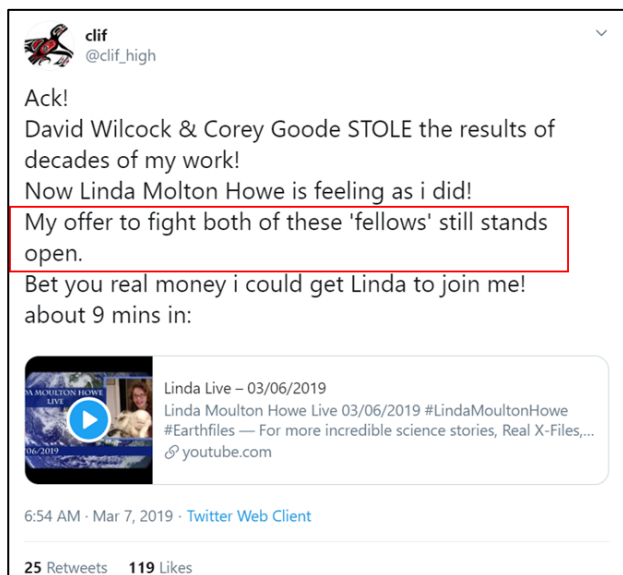 clif
@clif_high
Ack!
David Wilcock & Corey Goode STOLE the results of
decades of my work!
Now Linda Molton Howe is feeling as i did!
My offer to fight both of these 'fellows' still stands
open.
Bet you real money i could get Linda to join me!
about 9 mins in:
DA MOULTON HOWE
LIVE
/06/2019
Linda Live – 03/06/2019
Linda Moulton Howe Live 03/06/2019 #LindaMoultonHowe
#Earthfiles — For more incredible science stories, Real X-Files,...
youtube.com
6:54 AM · Mar 7, 2019 · Twitter Web Client
25 Retweets 119 Likes